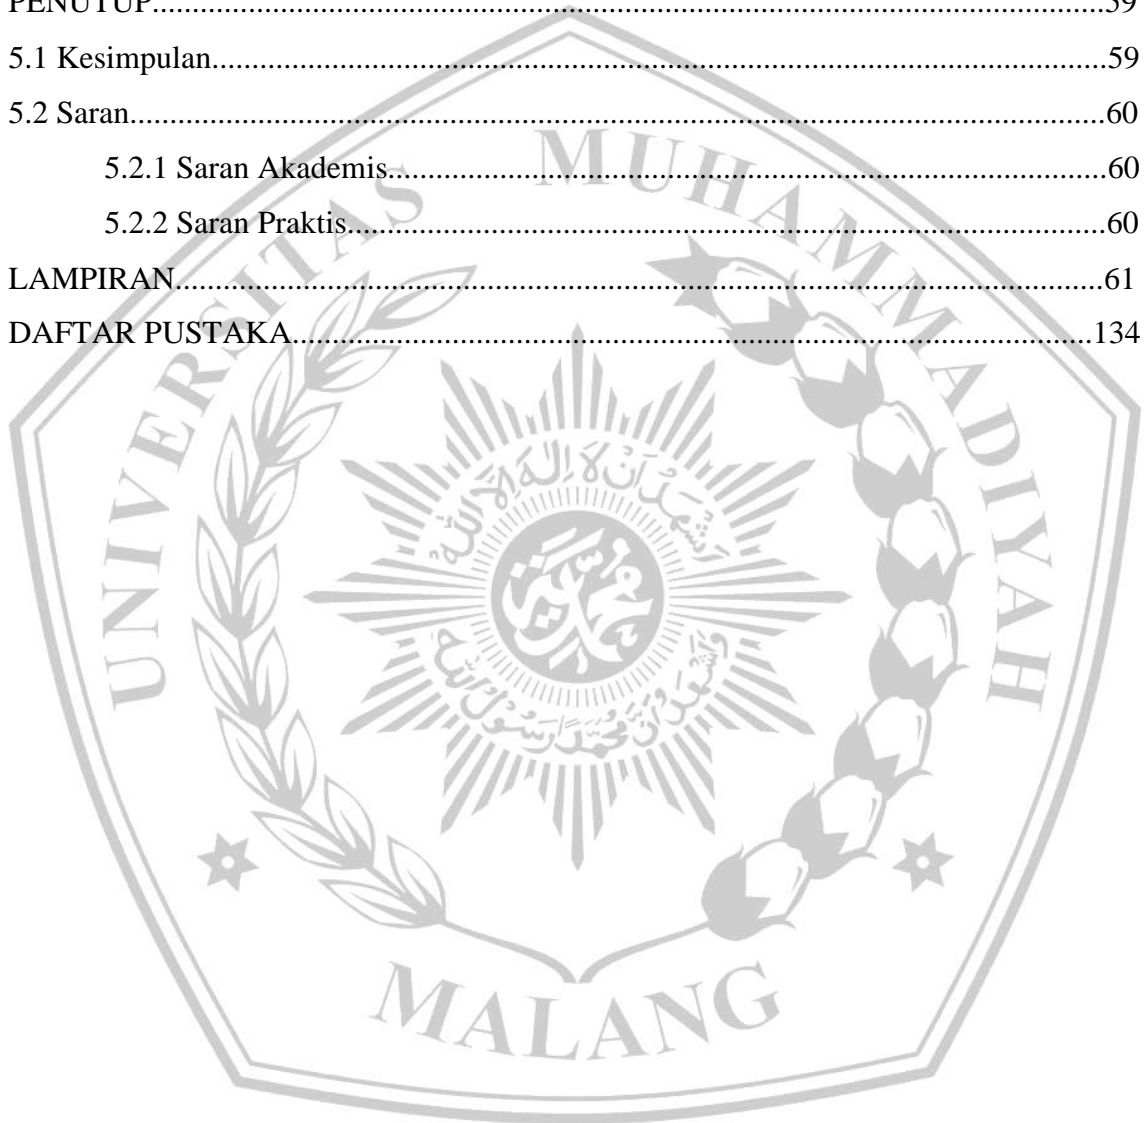 PENUTUP....................................................................................................................59
5.1 Kesimpulan...............................................................................................................59
5.2 Saran.........................................................................................................................60
5.2.1 Saran Akademis.........................................................................................60
5.2.2 Saran Praktis..............................................................................................60
LAMPIRAN...................................................................................................................61
DAFTAR PUSTAKA...................................................................................................134
UNIVERSITAS MUHAMMADIYAH
MALANG